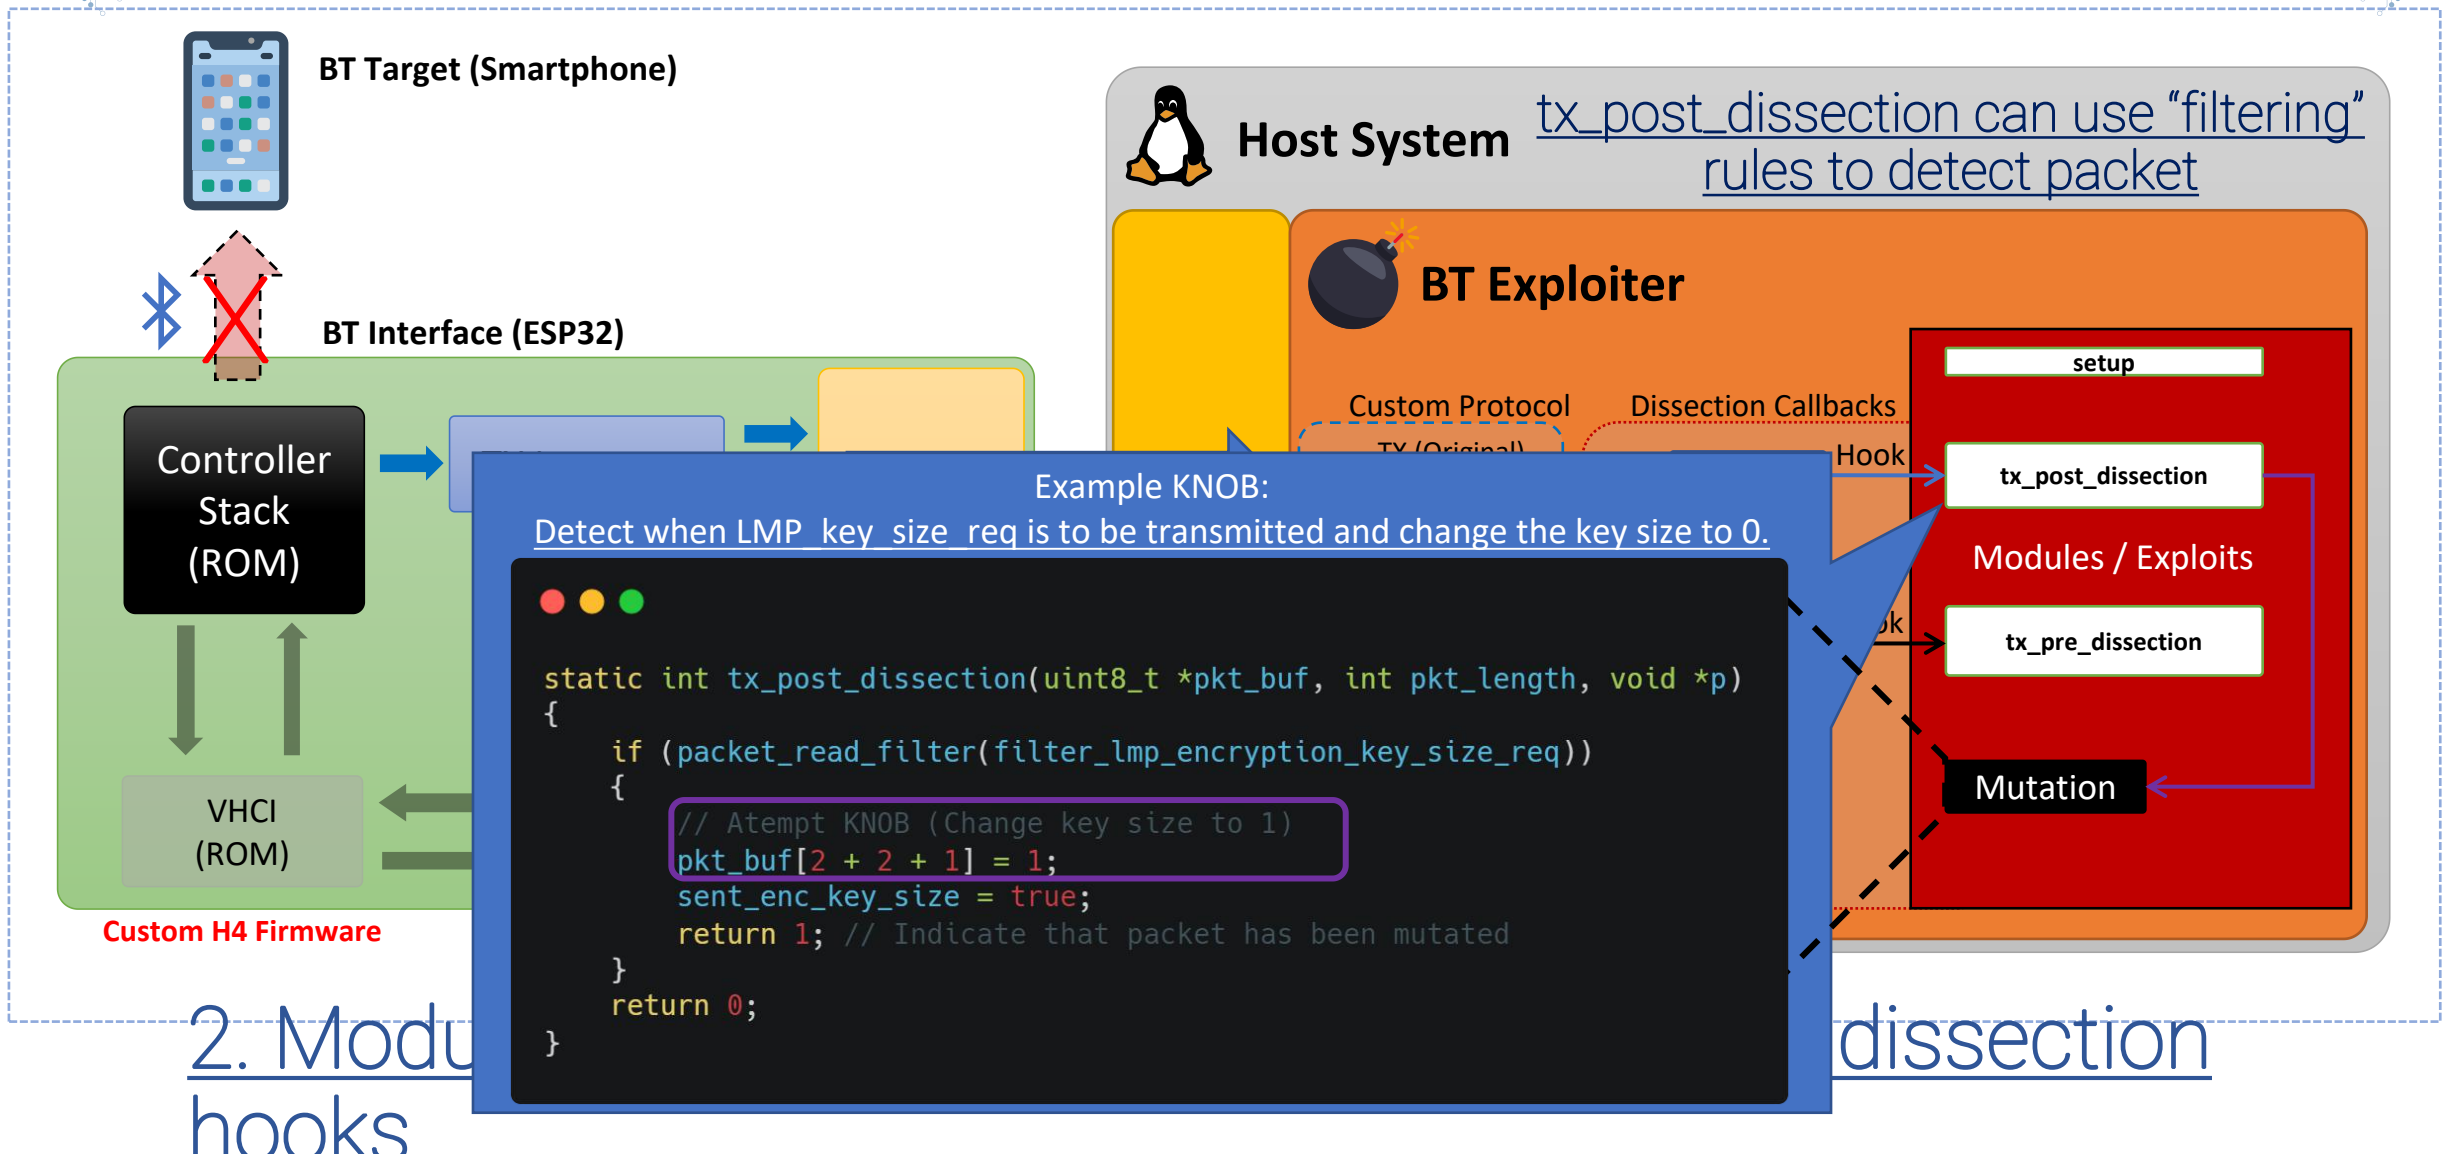 BT Target (Smartphone)
Host System
tx_post_dissection can use “filtering”
rules to detect packet
BT Exploiter
BT Interface (ESP32)
setup
Custom Protocol
Dissection Callbacks
TX (Original)
Hook
tx_post_dissection
Controller
Stack
(ROM)
Modules / Exploits
tx_pre_dissection
Mutation
VHCI
(ROM)
Custom H4 Firmware
Example KNOB:
Detect when LMP_key_size_req is to be transmitted and change the key size to 0.
static int tx_post_dissection(uint8_t *pkt_buf, int pkt_length, void *p)
{
if (packet_read_filter(filter_lmp_encryption_key_size_req))
{
// Atempt KNOB (Change key size to 1)
pkt_buf[2 + 2 + 1] = 1;
sent_enc_key_size = true;
return 1; // Indicate that packet has been mutated
}
return 0;
}
2. Modu dissection
hooks